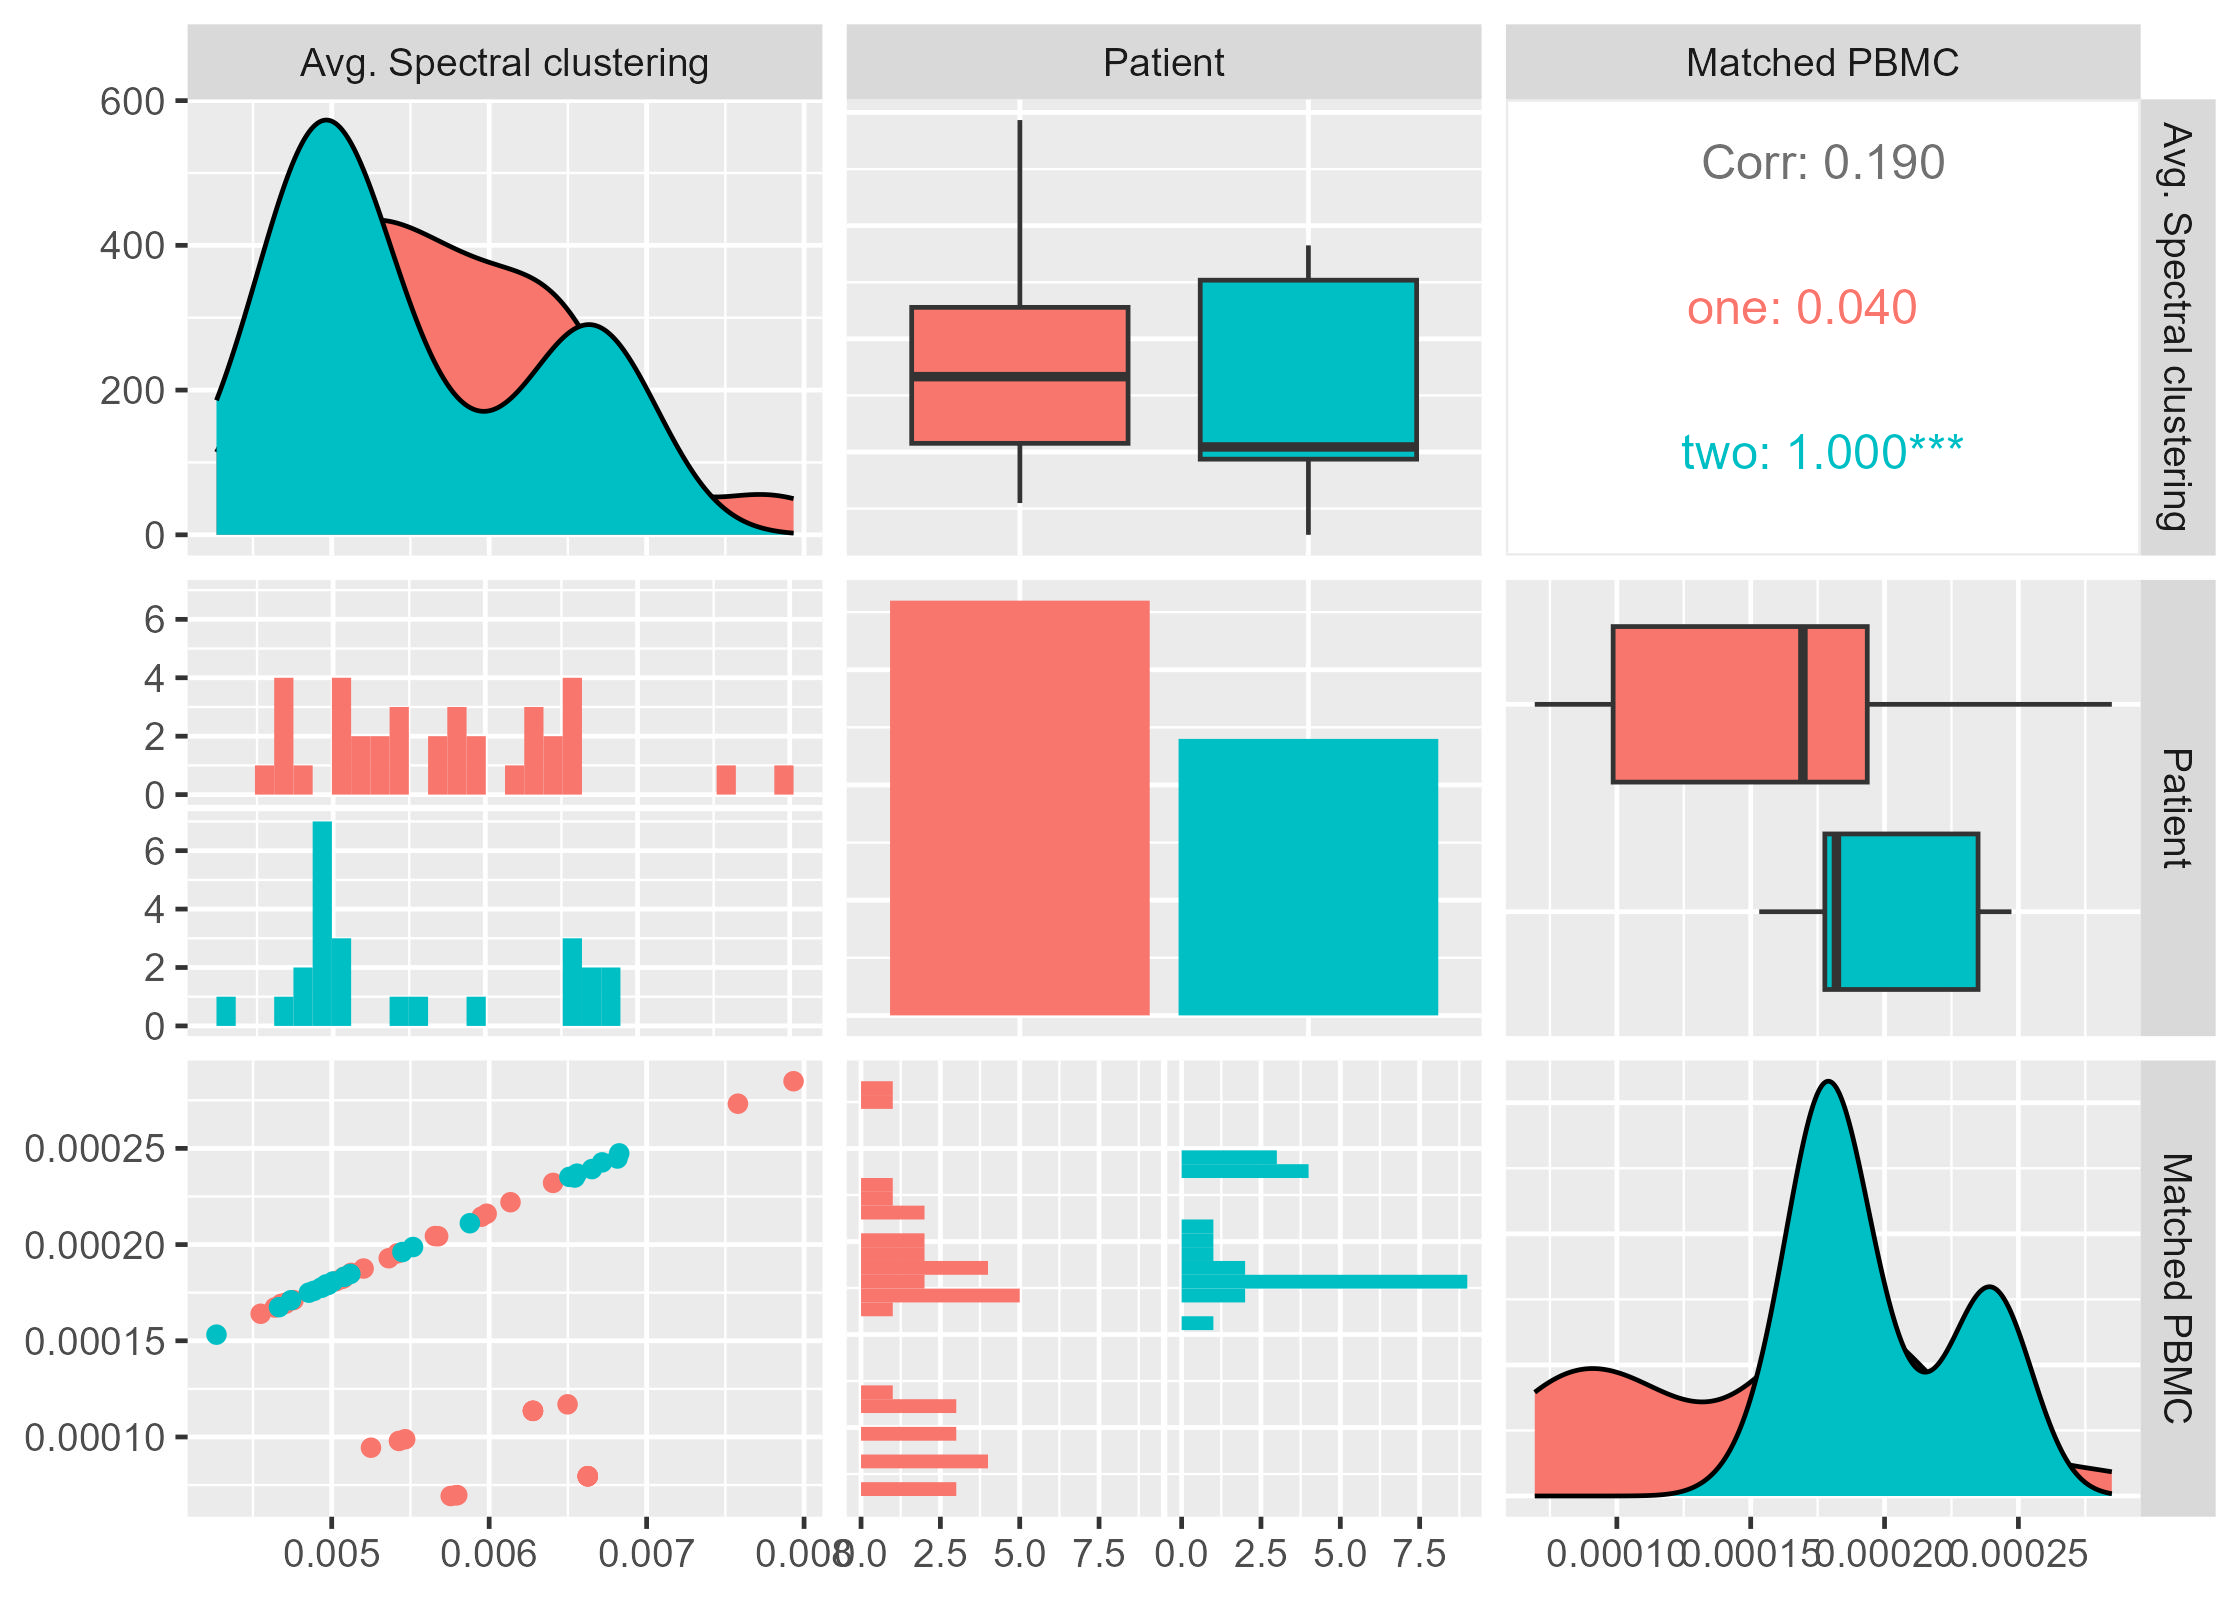 Avg. Spectral clustering
Patient
Matched PBMC
600
400
200
0
Corr: 0.190
one: 0.040
two: 1.000***
Avg. Spectral clustering
6
4
2
0
6
4
2
0
Patient
0.00025
0.00020
0.00015
0.00010
Matched PBMC
0.005 0.006 0.007 0.008
0.0 2.5 5.0 7.5 0.0 2.5 5.0 7.5
0.00010 0.00015 0.00020 0.00025